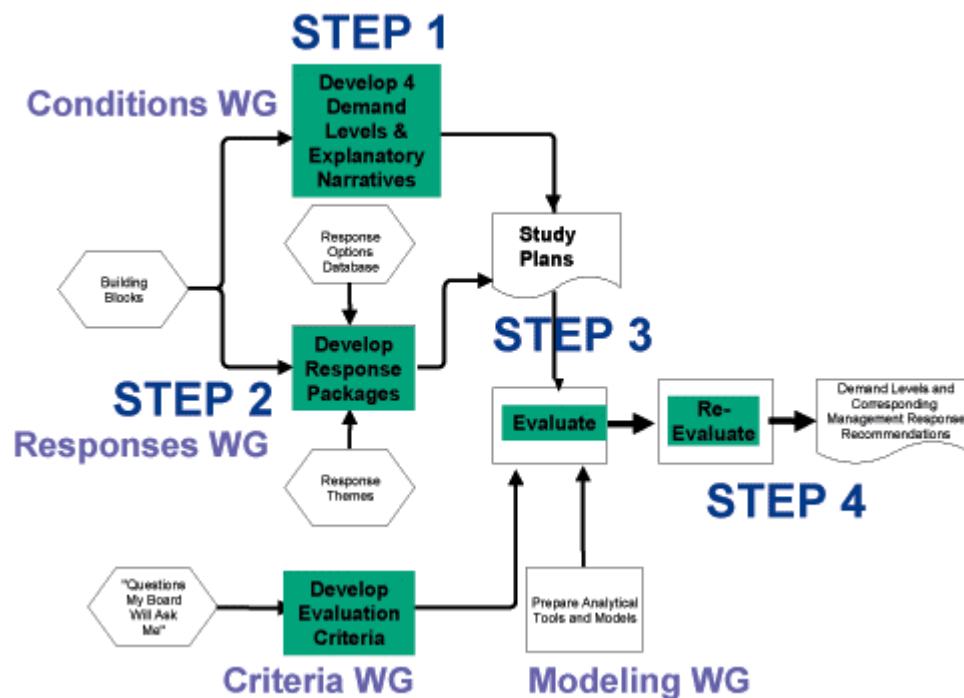 STEP 1
Conditions WG
Develop 4
Demand
Levels &
Explanatory
Narratives
Response
Options
Database
Study
Plans
Building
Blocks
STEP 3
Develop
Response
Packages
STEP 2
Responses WG
Evaluate
Re-
Evaluate
Demand Levels and
Corresponding
Management Response
Recommendations
STEP 4
Response
Themes
"Questions
My Board
Will Ask
Me"
Develop
Evaluation
Criteria
Prepare Analytical
Tools and Models
Criteria WG
Modeling WG